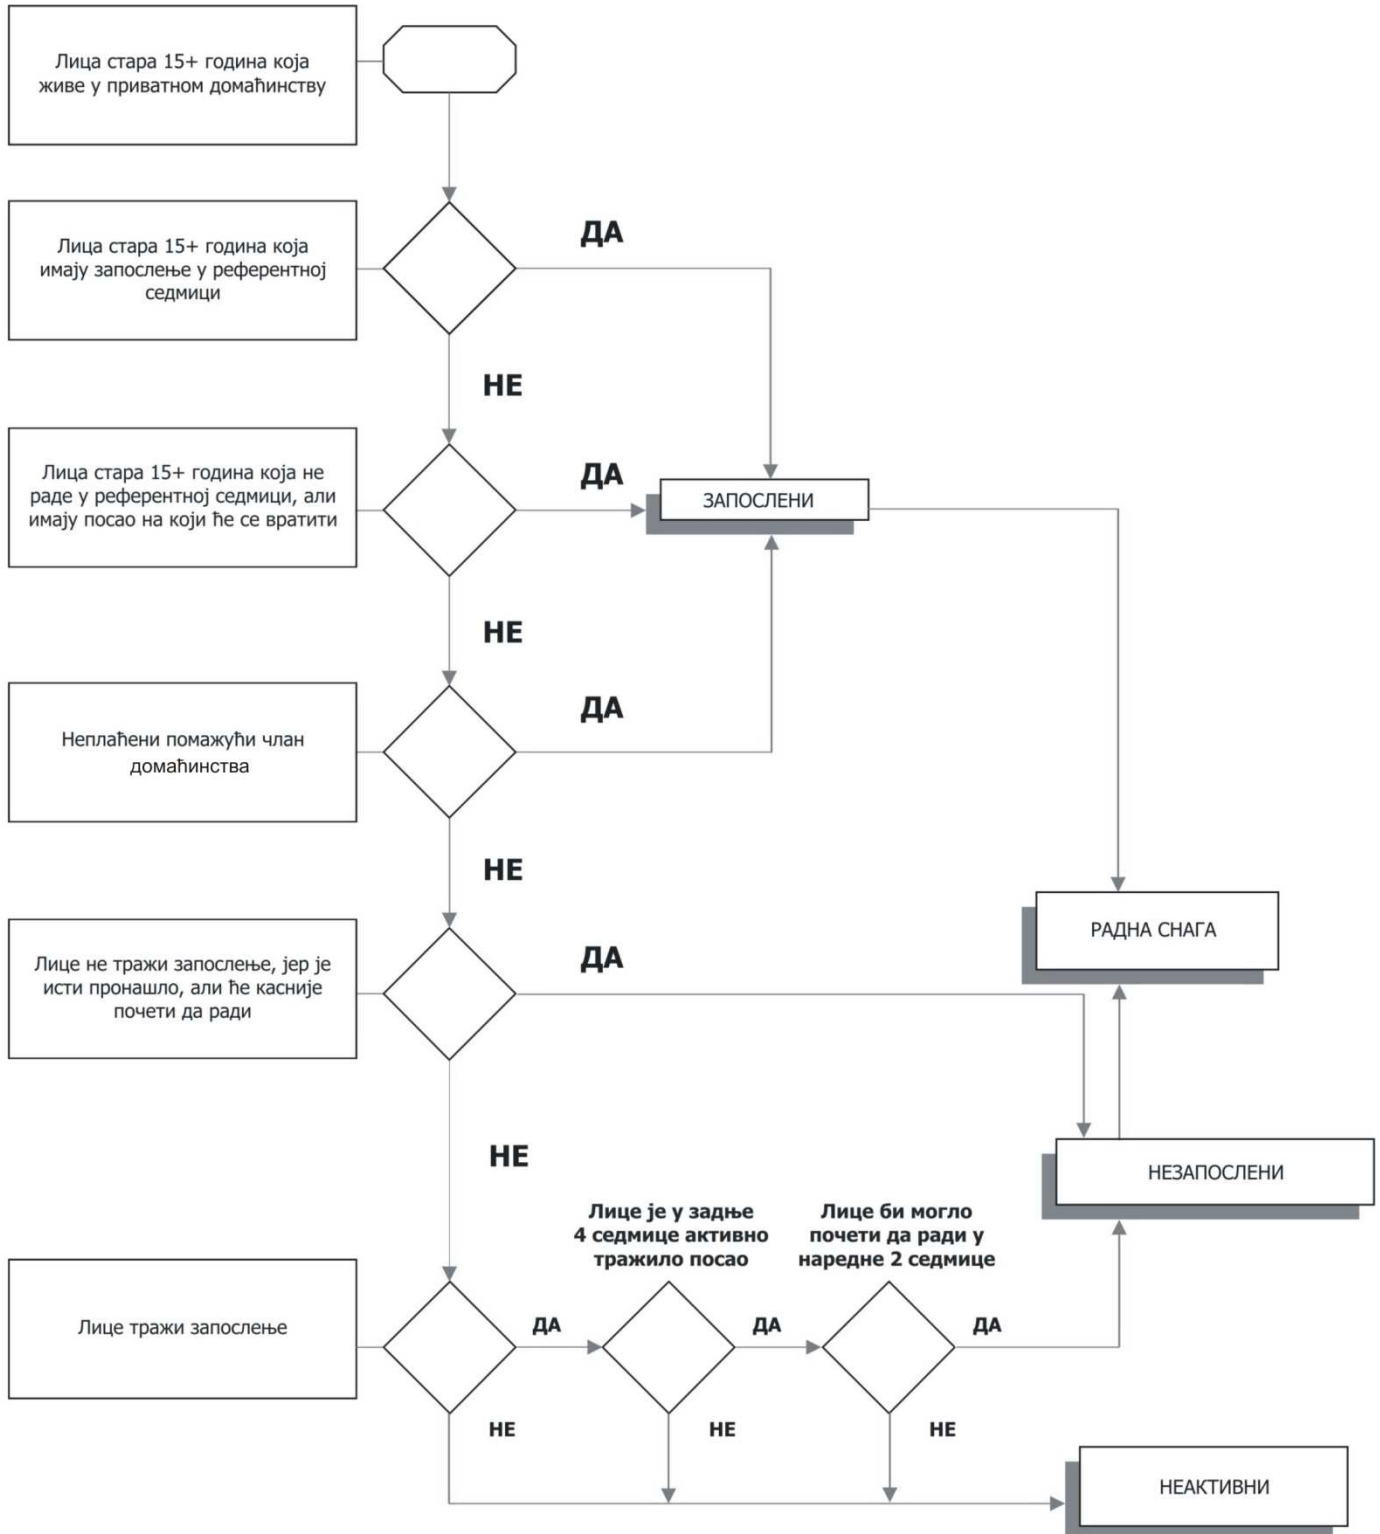 Лица стара 15+ година која
живе у приватном домаћинству
Лица стара 15+ година која
имају запослење у референтној
седмици
ДА
НЕ
Лица стара 15+ година која не
раде у референтној седмици, али
имају посао на који ће се вратити
ДА
ЗАПОСЛЕНИ
НЕ
Неплаћени помажући члан
домаћинства
ДА
НЕ
Лице не тражи запослење, јер је
исти пронашло, али ће касније
почети да ради
ДА
РАДНА СНАГА
НЕ
НЕЗАПОСЛЕНИ
Лице је у задње
4 седмице активно
тражило посао
Лице би могло
почети да ради у
наредне 2 седмице
Лице тражи запослење
ДА
ДА
ДА
НЕ
НЕ
НЕ
НЕАКТИВНИ